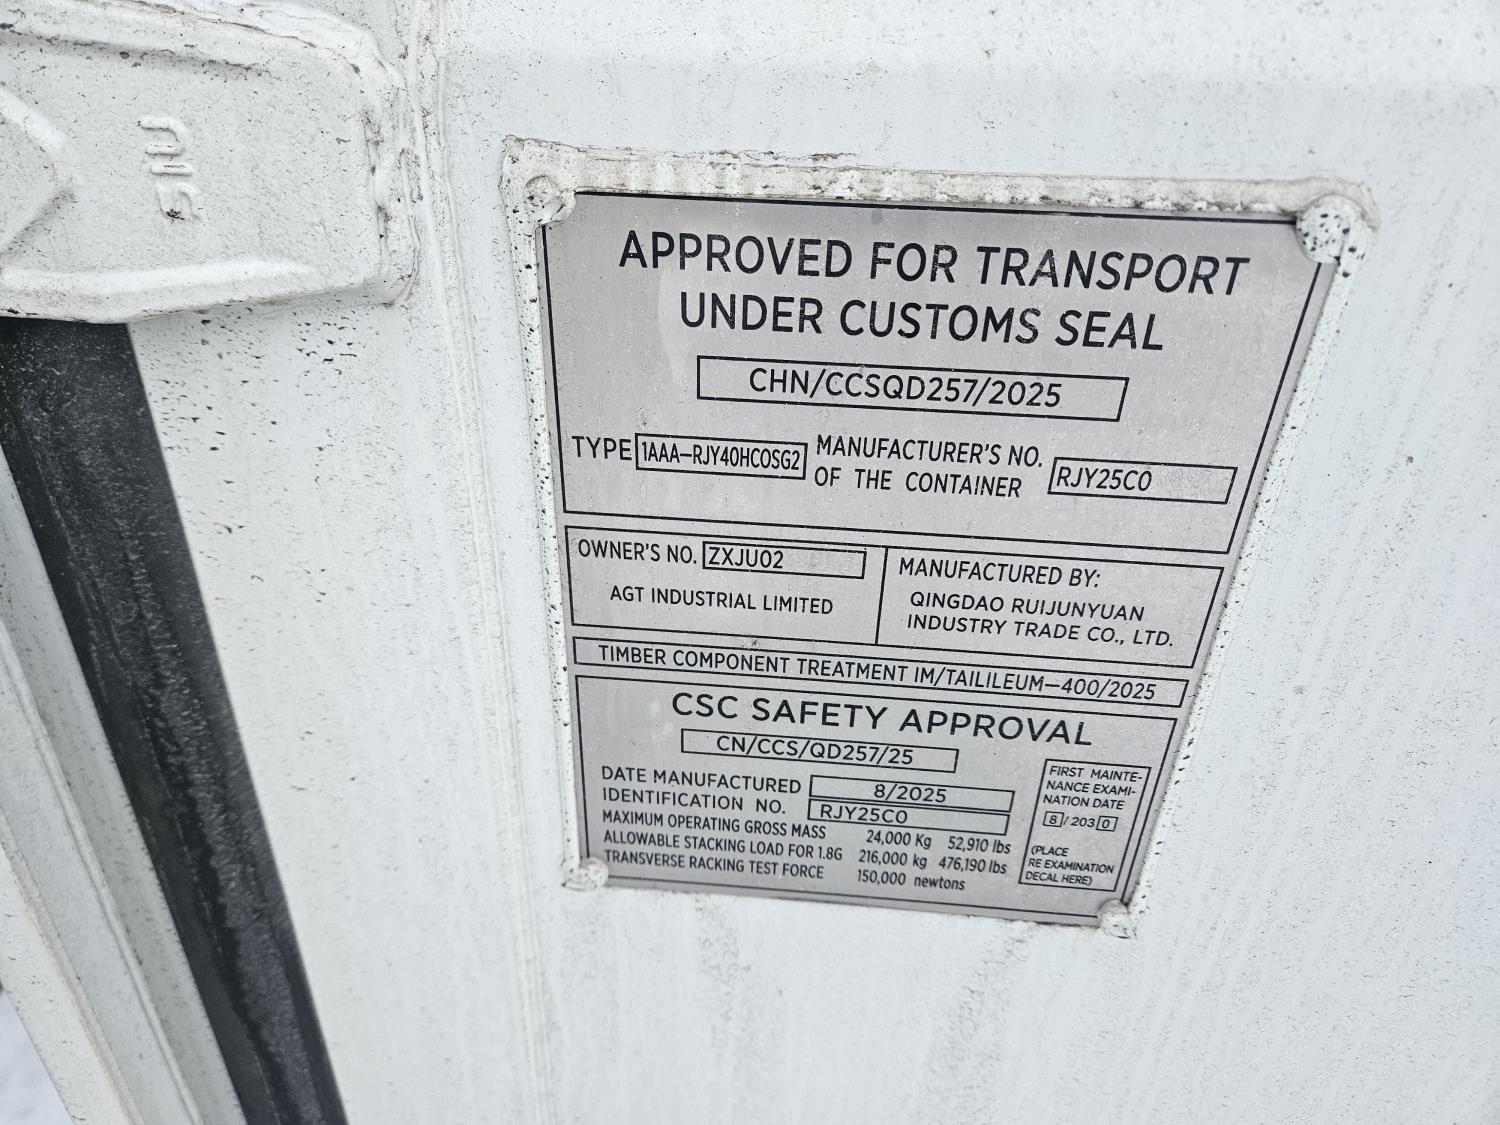 SIU
APPROVED FOR TRANSPORT
UNDER CUSTOMS SEAL
CHN/CCSQD257/2025
TYPE 1AAA-RJY40HCOSG2 MANUFACTURER'S NO.
OF THE CONTAINER RJY25C0
OWNER'S NO. ZXJU02
AGT INDUSTRIAL LIMITED
MANUFACTURED BY:
QINGDAO RUIJUNYUAN
INDUSTRY TRADE CO., LTD.
TIMBER COMPONENT TREATMENT IM/TAILILEUM-400/2025
CSC SAFETY APPROVAL
CN/CCS/QD257/25
DATE MANUFACTURED 8/2025
IDENTIFICATION NO. RJY25C0
MAXIMUM OPERATING GROSS MASS 24,000 Kg 52,910 lbs
ALLOWABLE STACKING LOAD FOR 1.8G 216,000 kg 476,190 lbs
TRANSVERSE RACKING TEST FORCE 150,000 newtons
FIRST MAINTE-
NANCE EXAMI-
NATION DATE
8/2030
(PLACE
RE EXAMINATION
DECAL HERE)